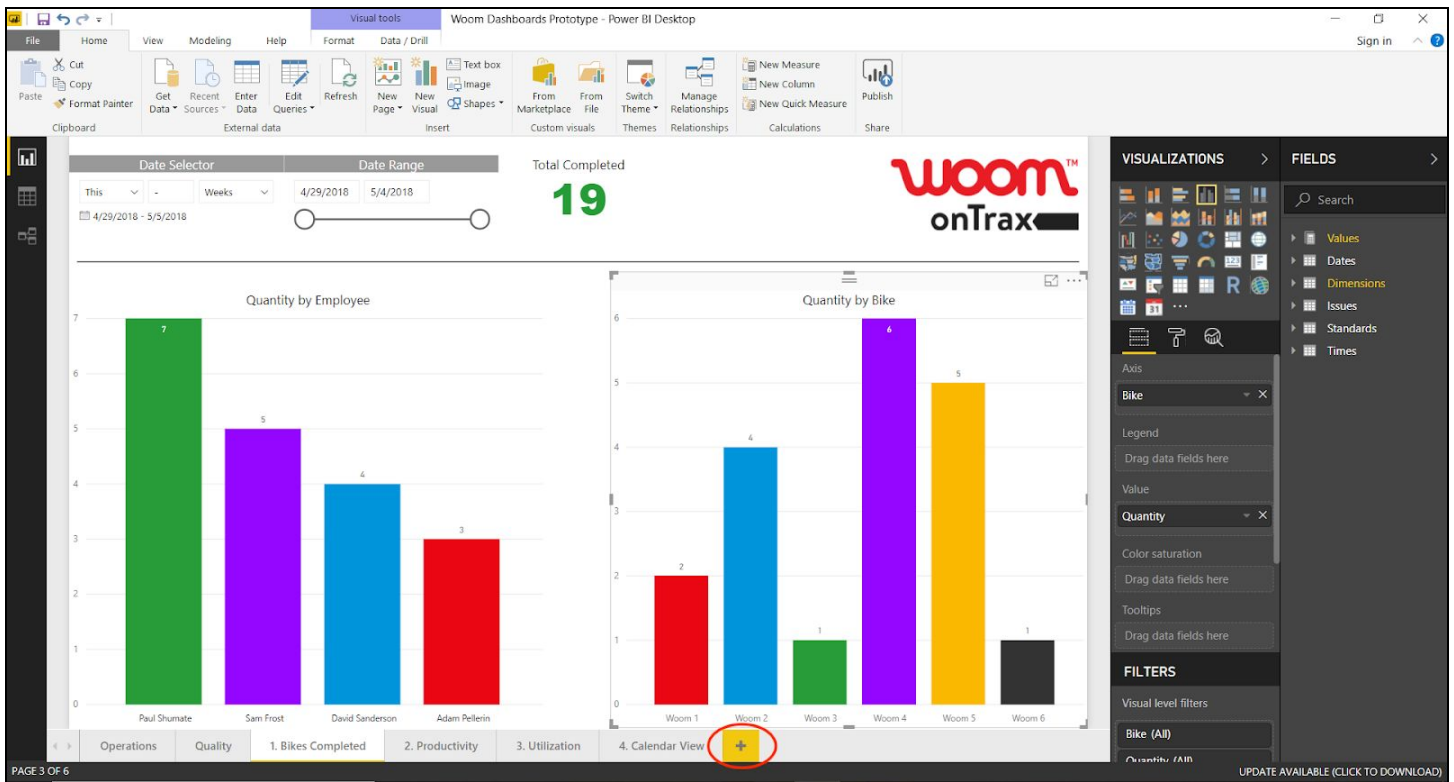 Visual tools
Woom Dashboards Prototype - Power BI Desktop
File
Home
View
Modeling
Help
Format
Data / Drill
Sign in
Paste
Cut
Copy
Format Painter
Clipboard
Get Data
Recent Sources
Enter Data
Edit Queries
External data
Refresh
New Page
New Visual
Text box
Image
Shapes
Insert
From Marketplace
From File
Custom visuals
Switch Theme
Themes
Manage Relationships
Relationships
New Measure
New Column
New Quick Measure
Calculations
Publish
Share
Date Selector
Date Range
This
-
Weeks
4/29/2018
5/4/2018
4/29/2018 - 5/5/2018
Total Completed
19
woom TM
onTrax
Quantity by Employee
7
6
5
4
3
2
1
0
7
5
4
3
Paul Shumate
Sam Frost
David Sanderson
Adam Pellerin
Quantity by Bike
6
5
4
3
2
1
0
2
4
1
6
5
1
Woom 1
Woom 2
Woom 3
Woom 4
Woom 5
Woom 6
Operations
Quality
1. Bikes Completed
2. Productivity
3. Utilization
4. Calendar View
+
PAGE 3 OF 6
UPDATE AVAILABLE (CLICK TO DOWNLOAD)
VISUALIZATIONS
123
R
31
Axis
Bike
Legend
Drag data fields here
Value
Quantity
Color saturation
Drag data fields here
Tooltips
Drag data fields here
FILTERS
Visual level filters
Bike (All)
Quantity (All)
FIELDS
Search
Values
Dates
Dimensions
Issues
Standards
Times